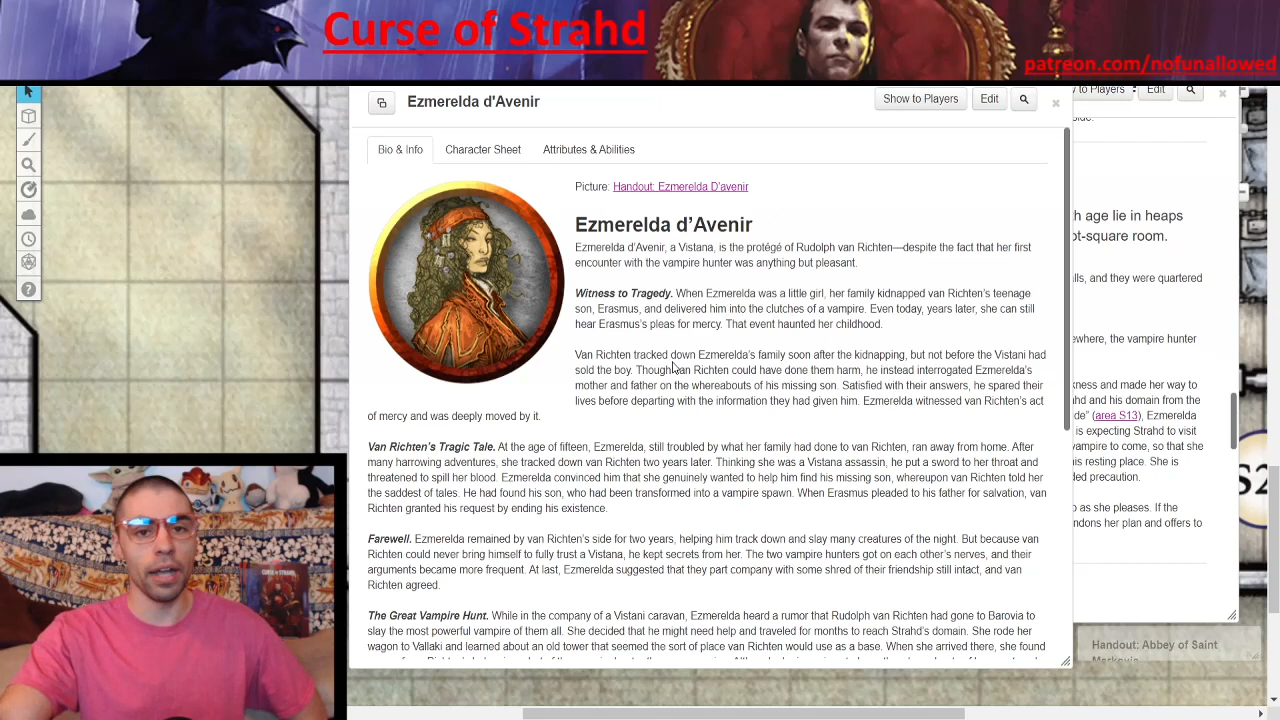 Curse of Strahd
patreon.com/nofunallowed
Ezmerelda d'Avenir
Show to Players
Edit
Bio & Info
Character Sheet
Attributes & Abilities
Picture: Handout: Ezmerelda D'avenir
Ezmerelda d'Avenir
Ezmerelda d'Avenir, a Vistana, is the protégé of Rudolph van Richten—despite the fact that her first
encounter with the vampire hunter was anything but pleasant.
Witness to Tragedy. When Ezmerelda was a little girl, her family kidnapped van Richten's teenage
son, Erasmus, and delivered him into the clutches of a vampire. Even today, years later, she can still
hear Erasmus's pleas for mercy. That event haunted her childhood.
Van Richten tracked down Ezmerelda's family soon after the kidnapping, but not before the Vistani had
sold the boy. Though van Richten could have done them harm, he instead interrogated Ezmerelda's
mother and father on the whereabouts of his missing son. Satisfied with their answers, he spared their
lives before departing with the information they had given him. Ezmerelda witnessed van Richten's act
of mercy and was deeply moved by it.
Van Richten's Tragic Tale. At the age of fifteen, Ezmerelda, still troubled by what her family had done to van Richten, ran away from home. After
many harrowing adventures, she tracked down van Richten two years later. Thinking she was a Vistana assassin, he put a sword to her throat and
threatened to spill her blood. Ezmerelda convinced him that she genuinely wanted to help him find his missing son, whereupon van Richten told her
the saddest of tales. He had found his son, who had been transformed into a vampire spawn. When Erasmus pleaded to his father for salvation, van
Richten granted his request by ending his existence.
Farewell. Ezmerelda remained by van Richten's side for two years, helping him track down and slay many creatures of the night. But because van
Richten could never bring himself to fully trust a Vistana, he kept secrets from her. The two vampire hunters got on each other's nerves, and their
arguments became more frequent. At last, Ezmerelda suggested that they part company with some shred of their friendship still intact, and van
Richten agreed.
The Great Vampire Hunt. While in the company of a Vistani caravan, Ezmerelda heard a rumor that Rudolph van Richten had gone to Barovia to
slay the most powerful vampire of them all. She decided that he might need help and traveled for months to reach Strahd's domain. She rode her
wagon to Vallaki and learned about an old tower that seemed the sort of place van Richten would use as a base. When she arrived there, she found
to Players
Edit
h age lie in heaps
ot-square room.
lls, and they were quartered
ewhere, the vampire hunter
kness and made her way to
ahd and his domain from the
de" (area S13), Ezmerelda
is expecting Strahd to visit
vampire to come, so that she
his resting place. She is
ded precaution.
o as she pleases. If the
ndons her plan and offers to
S2
Handout: Abbey of Saint
CURSE OF STRAHD